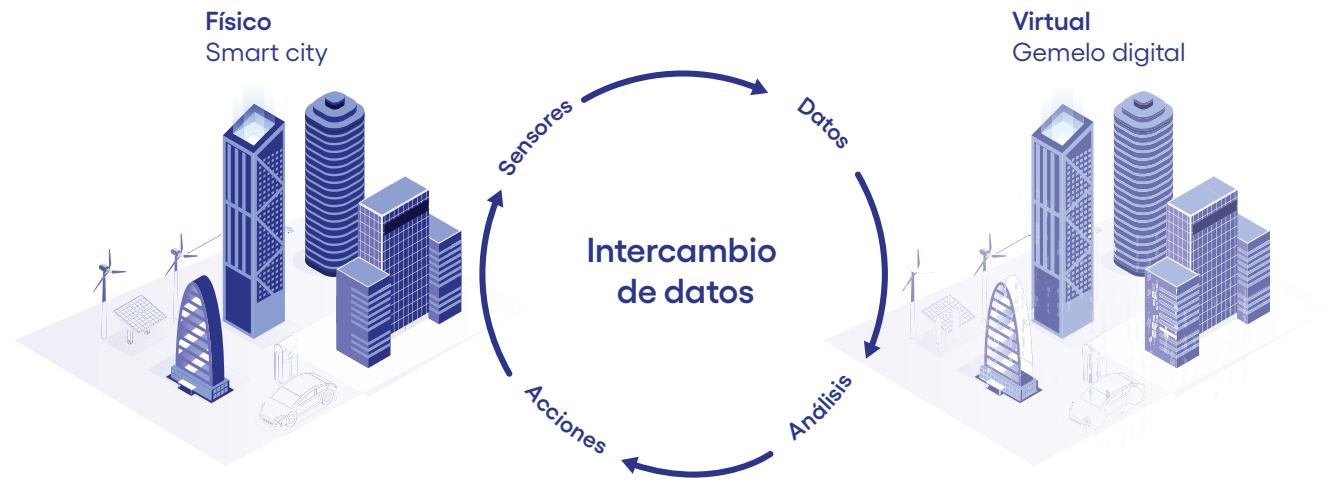 Físico
Smart city
Virtual
Gemelo digital
Sensores
Datos
Intercambio
de datos
Acciones
Análisis